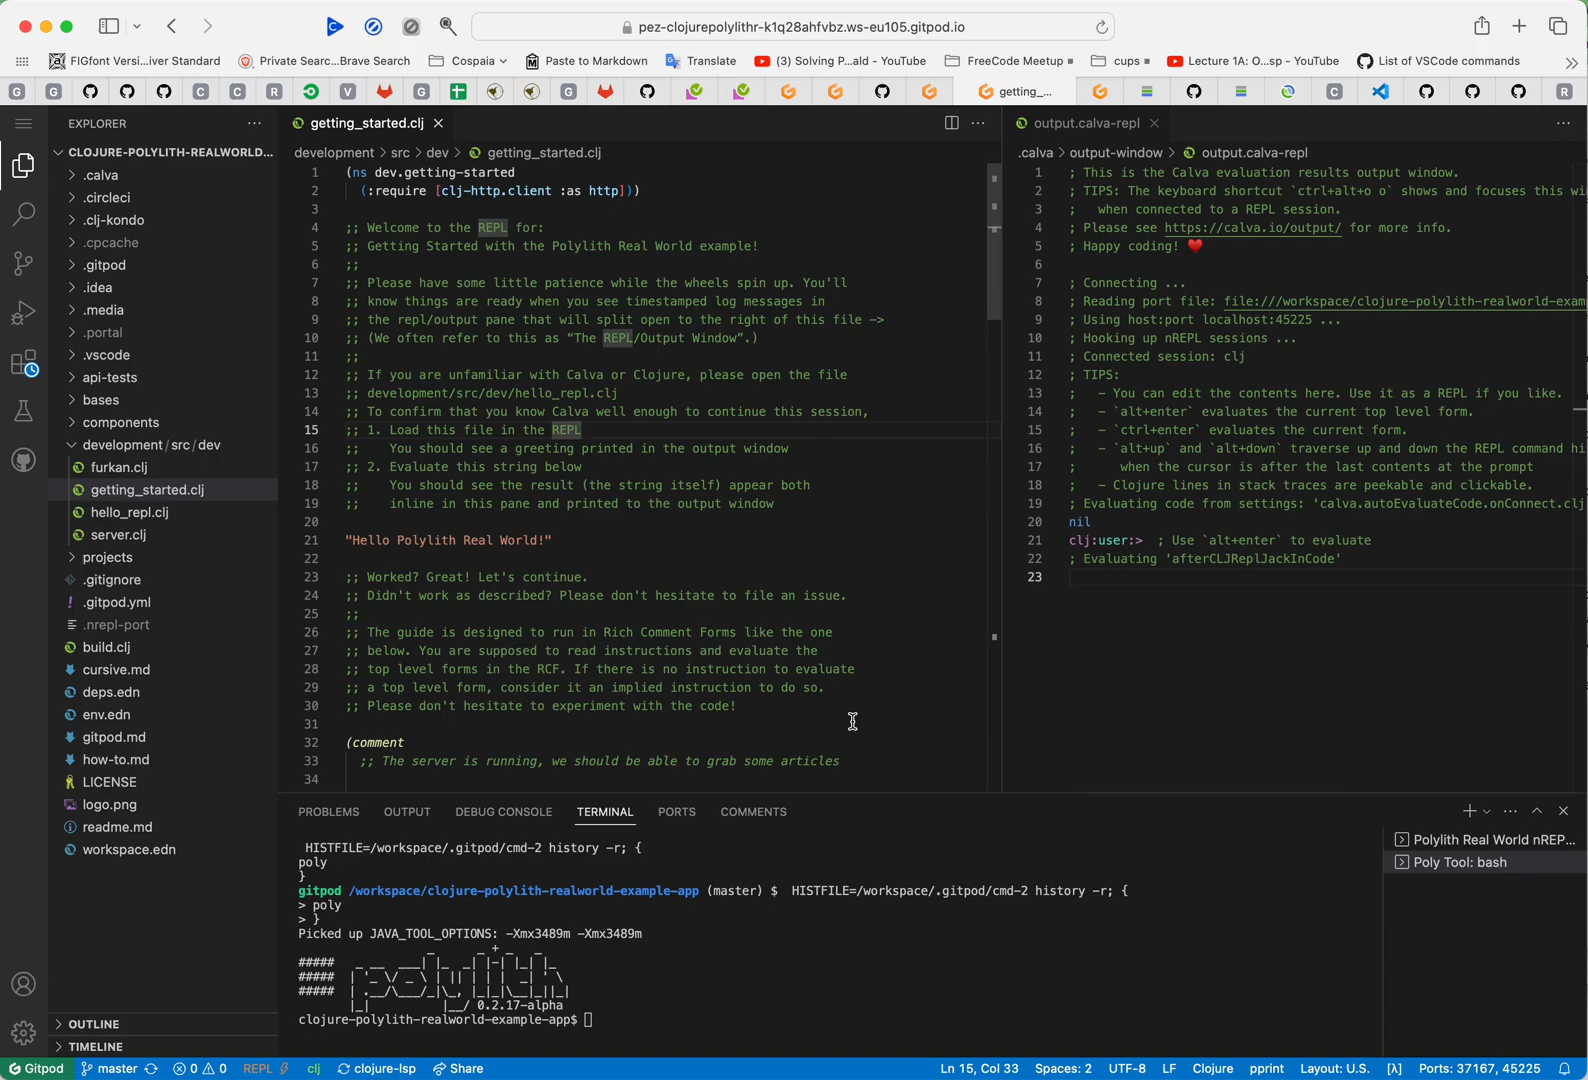 pez-clojurepolylithr-k1q28ahfvbz.ws-eu105.gitpod.io
FIGfont Versi...iver Standard
Private Searc...Brave Search
Cospaia
Paste to Markdown
Translate
(3) Solving P...ald - YouTube
FreeCode Meetup
cups
Lecture 1A: O...sp - YouTube
List of VSCode commands
getting_...
EXPLORER
CLOJURE-POLYLITH-REALWORLD...
.calva
.circleci
.clj-kondo
.cpcache
.gitpod
.idea
.media
.portal
.vscode
api-tests
bases
components
development / src / dev
furkan.clj
getting_started.clj
hello_repl.clj
server.clj
projects
.gitignore
.gitpod.yml
.nrepl-port
build.clj
cursive.md
deps.edn
env.edn
gitpod.md
how-to.md
LICENSE
logo.png
readme.md
workspace.edn
OUTLINE
TIMELINE
getting_started.clj
development > src > dev > getting_started.clj
1 (ns dev.getting-started
2 (:require [clj-http.client :as http]))
3
4 ;; Welcome to the REPL for:
5 ;; Getting Started with the Polylith Real World example!
6 ;;
7 ;; Please have some little patience while the wheels spin up. You'll
8 ;; know things are ready when you see timestamped log messages in
9 ;; the repl/output pane that will split open to the right of this file ->
10 ;; (We often refer to this as “The REPL/Output Window”.)
11 ;;
12 ;; If you are unfamiliar with Calva or Clojure, please open the file
13 ;; development/src/dev/hello_repl.clj
14 ;; To confirm that you know Calva well enough to continue this session,
15 ;; 1. Load this file in the REPL
16 ;; You should see a greeting printed in the output window
17 ;; 2. Evaluate this string below
18 ;; You should see the result (the string itself) appear both
19 ;; inline in this pane and printed to the output window
20
21 "Hello Polylith Real World!"
22
23 ;; Worked? Great! Let's continue.
24 ;; Didn't work as described? Please don't hesitate to file an issue.
25 ;;
26 ;; The guide is designed to run in Rich Comment Forms like the one
27 ;; below. You are supposed to read instructions and evaluate the
28 ;; top level forms in the RCF. If there is no instruction to evaluate
29 ;; a top level form, consider it an implied instruction to do so.
30 ;; Please don't hesitate to experiment with the code!
31
32 (comment
33 ;; The server is running, we should be able to grab some articles
34
output.calva-repl
.calva > output-window > output.calva-repl
1 ; This is the Calva evaluation results output window.
2 ; TIPS: The keyboard shortcut `ctrl+alt+o o` shows and focuses this wi
3 ; when connected to a REPL session.
4 ; Please see https://calva.io/output/ for more info.
5 ; Happy coding! ♥️
6
7 ; Connecting ...
8 ; Reading port file: file:///workspace/clojure-polylith-realworld-exam
9 ; Using host:port localhost:45225 ...
10 ; Hooking up nREPL sessions ...
11 ; Connected session: clj
12 ; TIPS:
13 ; - You can edit the contents here. Use it as a REPL if you like.
14 ; - `alt+enter` evaluates the current top level form.
15 ; - `ctrl+enter` evaluates the current form.
16 ; - `alt+up` and `alt+down` traverse up and down the REPL command hi
17 ; when the cursor is after the last contents at the prompt
18 ; - Clojure lines in stack traces are peekable and clickable.
19 ; Evaluating code from settings: 'calva.autoEvaluateCode.onConnect.clj
20 nil
21 clj:user:> ; Use `alt+enter` to evaluate
22 ; Evaluating 'afterCLJReplJackInCode'
23
PROBLEMS
OUTPUT
DEBUG CONSOLE
TERMINAL
PORTS
COMMENTS
HISTFILE=/workspace/.gitpod/cmd-2 history -r; {
poly
}
gitpod /workspace/clojure-polylith-realworld-example-app (master) $ HISTFILE=/workspace/.gitpod/cmd-2 history -r; {
> poly
> }
Picked up JAVA_TOOL_OPTIONS: -Xmx3489m -Xmx3489m
#####
#####
#####
0.2.17-alpha
clojure-polylith-realworld-example-app$
Polylith Real World nREP...
Poly Tool: bash
Gitpod
master
0
0
REPL
clj
clojure-lsp
Share
Ln 15, Col 33
Spaces: 2
UTF-8
LF
Clojure
pprint
Layout: U.S.
[λ]
Ports: 37167, 45225